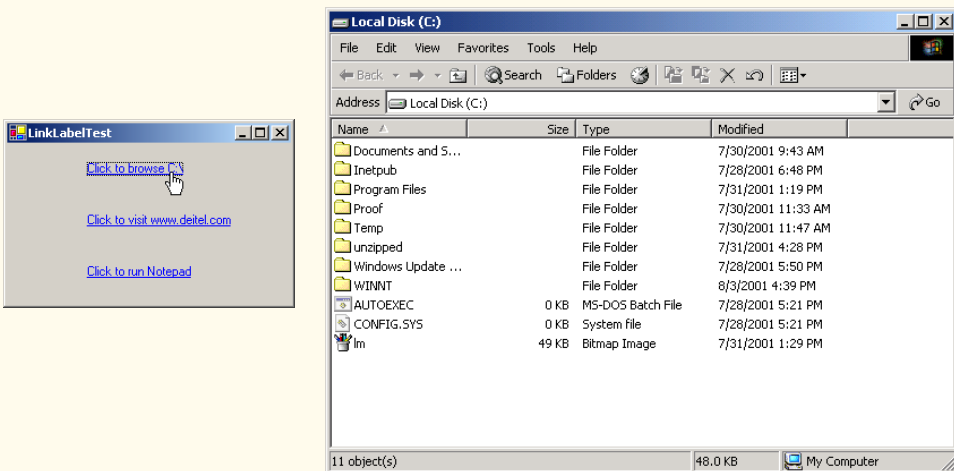 LinkLabelTest
Click to browse C:\
Click to visit www.deitel.com
Click to run Notepad
Local Disk (C:)
File Edit View Favorites Tools Help
Back Search Folders
Address Local Disk (C:) Go
Name Size Type Modified
Documents and S... File Folder 7/30/2001 9:43 AM
Inetpub File Folder 7/28/2001 6:48 PM
Program Files File Folder 7/31/2001 1:19 PM
Proof File Folder 7/30/2001 11:33 AM
Temp File Folder 7/30/2001 11:47 AM
unzipped File Folder 7/31/2001 4:28 PM
Windows Update ... File Folder 7/28/2001 5:50 PM
WINNT File Folder 8/3/2001 4:39 PM
AUTOEXEC 0 KB MS-DOS Batch File 7/28/2001 5:21 PM
CONFIG.SYS 0 KB System file 7/28/2001 5:21 PM
lm 49 KB Bitmap Image 7/31/2001 1:29 PM
11 object(s) 48.0 KB My Computer